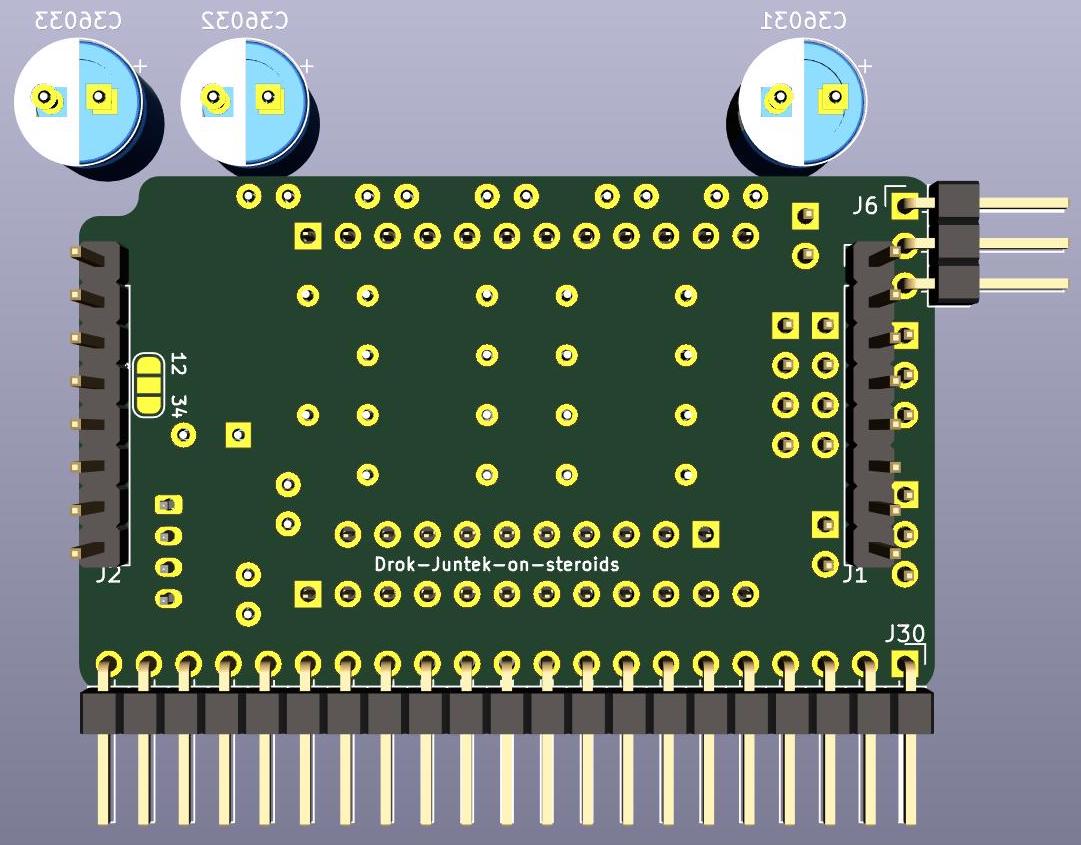 C36033
C36032
C36031
+
+
+
J6
12
34
Drok-Juntek-on-steroids
J2
J1
J30